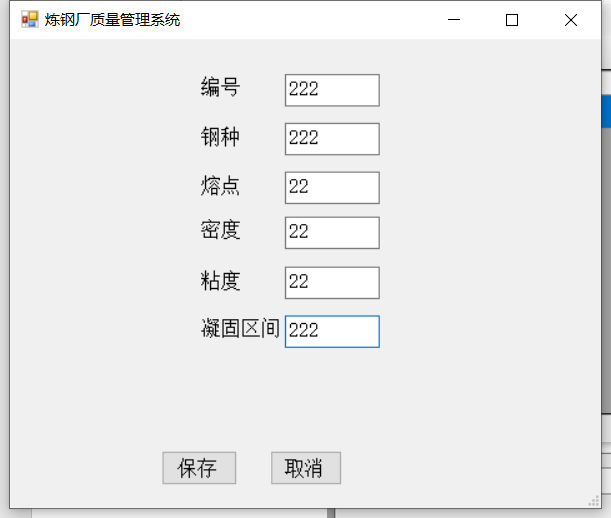 炼钢厂质量管理系统
编号 222
钢种 222
熔点 22
密度 22
粘度 22
凝固区间 222
保存 取消